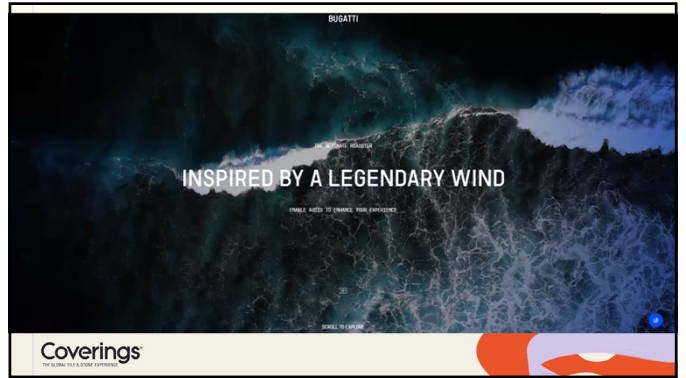 BUGATTI
THE ULTIMATE ROADSTER
INSPIRED BY A LEGENDARY WIND
ENABLE AUDIO TO ENHANCE YOUR EXPERIENCE
SCROLL TO EXPLORE
Coverings®
THE GLOBAL TILE & STONE EXPERIENCE